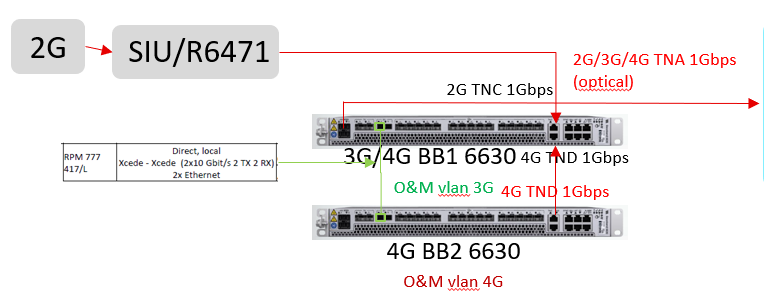 2G
SIU/R6471
2G/3G/4G TNA 1Gbps
(optical)
2G TNC 1Gbps
RPM 777
417/L
Direct, local
Xcede - Xcede (2x10 Gbit/s 2 TX 2 RX)
2x Ethernet
3G/4G BB1 6630
4G TND 1Gbps
O&M vlan 3G
4G TND 1Gbps
4G BB2 6630
O&M vlan 4G